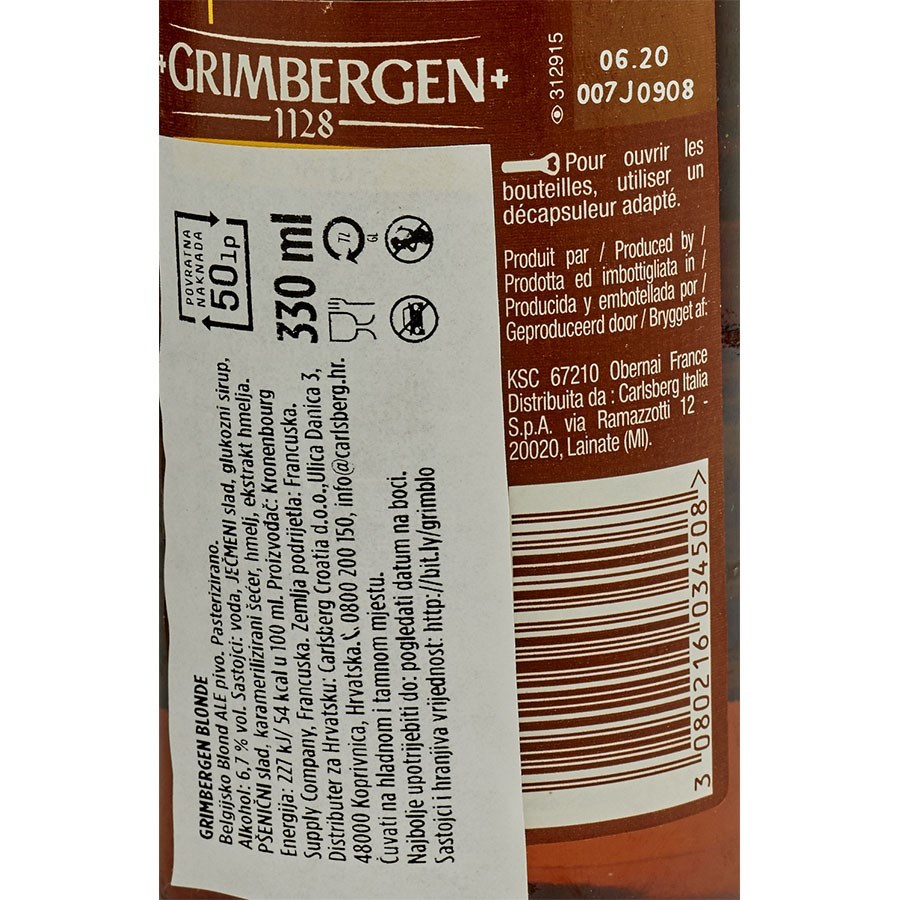 GRIMBERGEN
1128
312915
06.20
007J0908
Pour ouvrir les
bouteilles, utiliser un
décapsuleur adapté.
Produit par / Produced by /
Prodotta ed imbottigliata in /
Producida y embotellada por /
Geproduceerd door / Brygget af:
KSC 67210 Obernai France
Distribuita da : Carlsberg Italia
S.p.A. via Ramazzotti 12 -
20020, Lainate (MI).
3 080216 034508 >
POVRATNA
NAKNADA
50lp
330 ml
GL
GRIMBERGEN BLONDE
Belgijsko Blond ALE pivo. Pasterizirano.
Alkohol: 6,7 % vol. Sastojci: voda, JEČMENI slad, glukozni sirup,
PŠENIČNI slad, karamelizirani šećer, hmelj, ekstrakt hmelja.
Energija: 227 kJ/ 54 kcal u 100 ml. Proizvođač: Kronenbourg
Supply Company, Francuska. Zemlja podrijetla: Francuska.
Distributer za Hrvatsku: Carlsberg Croatia d.o.o.,Ulica Danica 3,
48000 Koprivnica, Hrvatska. 0800 200 150, info@carlsberg.hr.
Čuvati na hladnom i tamnom mjestu.
Najbolje upotrijebiti do: pogledati datum na boci.
Sastojci i hranjiva vrijednost: http://bit.ly/grimblo